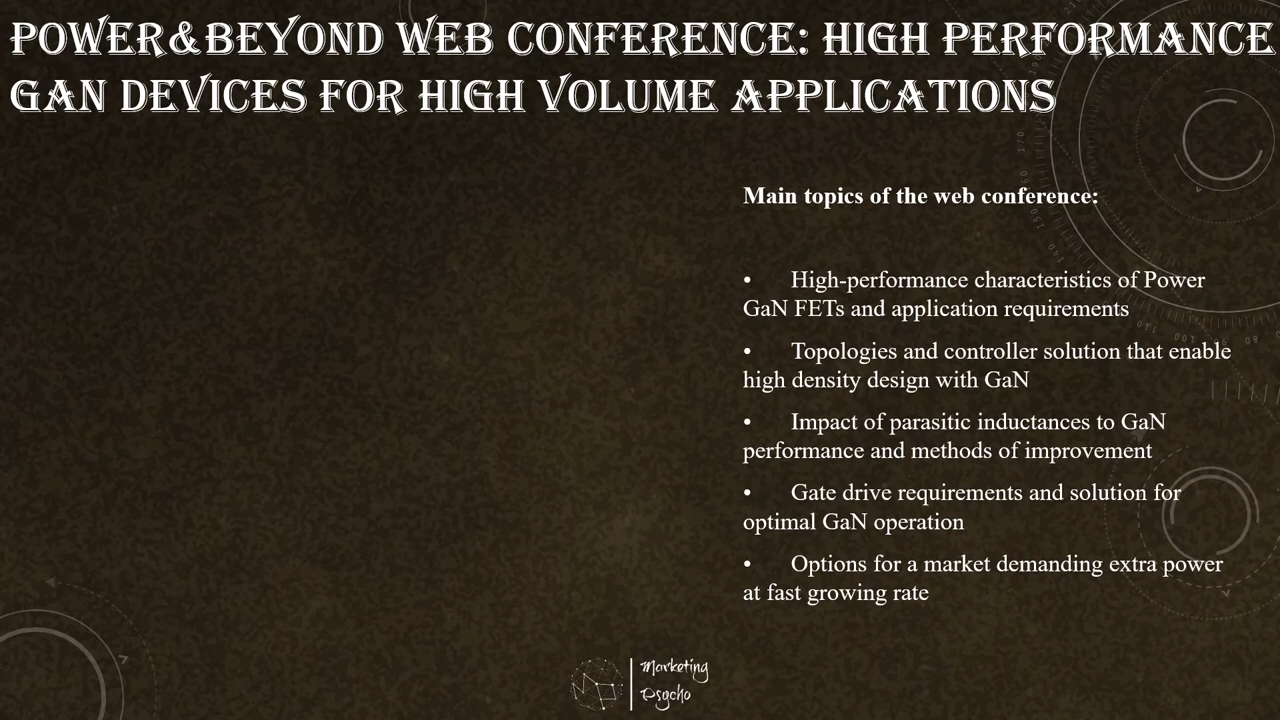 POWER&BEYOND WEB CONFERENCE: HIGH PERFORMANCE
GAN DEVICES FOR HIGH VOLUME APPLICATIONS
Main topics of the web conference:
• High-performance characteristics of Power
GaN FETs and application requirements
• Topologies and controller solution that enable
high density design with GaN
• Impact of parasitic inductances to GaN
performance and methods of improvement
• Gate drive requirements and solution for
optimal GaN operation
• Options for a market demanding extra power
at fast growing rate
Marketing
Psycho